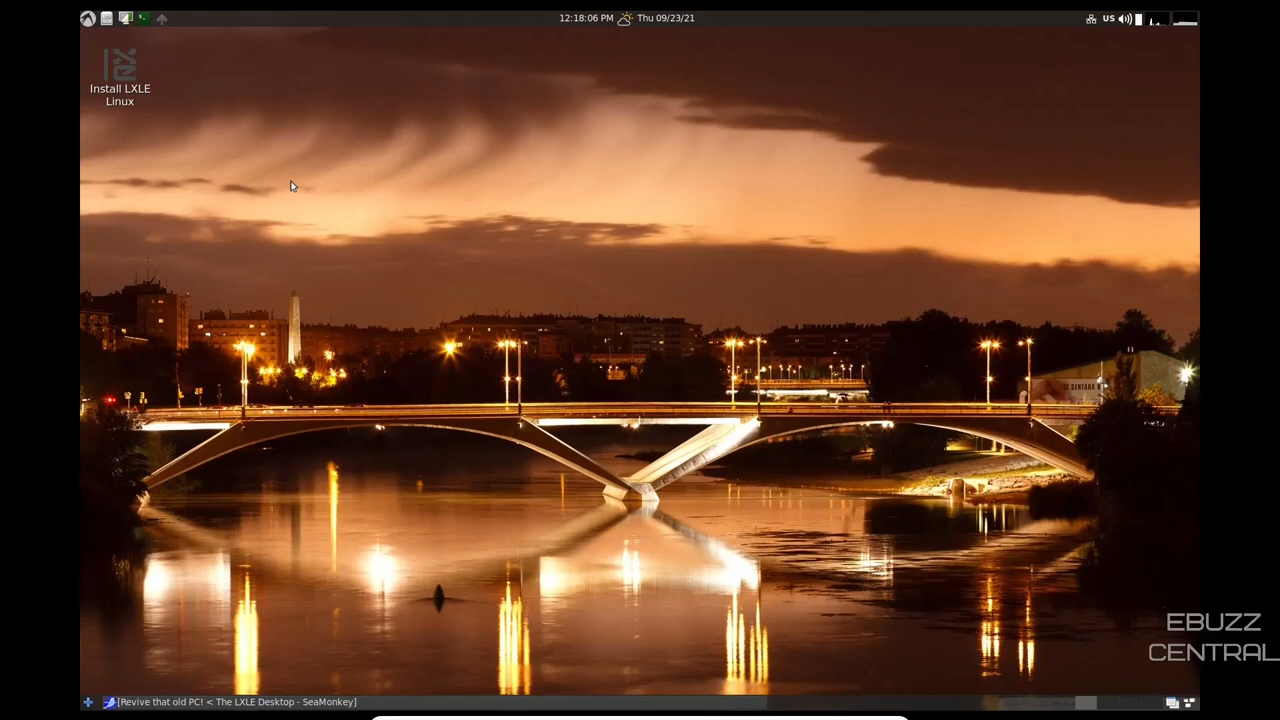 12:18:06 PM Thu 09/23/21
US
Install LXLE
Linux
EBUZZ
CENTRAL
[Revive that old PC! < The LXLE Desktop - SeaMonkey]